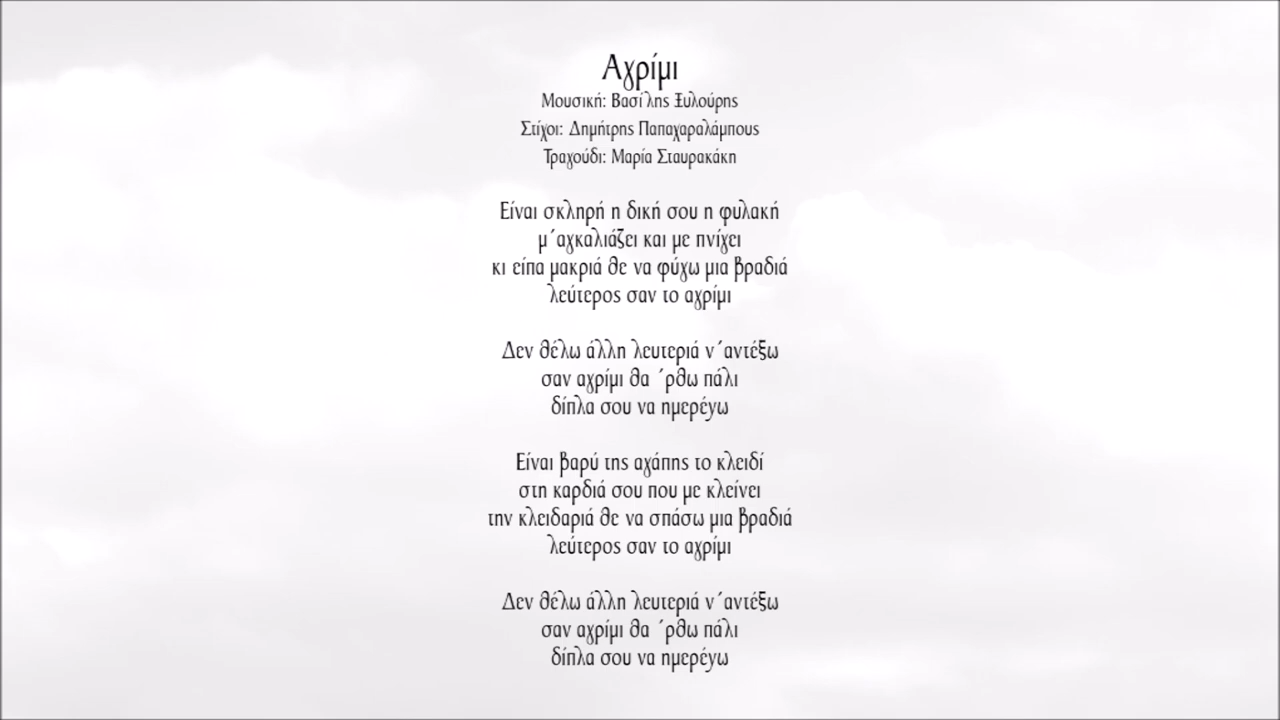 Αγρίμι
Μουσική: Βασίλης Ξυλούρης
Στίχοι: Δημήτρης Παπαχαραλάμπους
Τραγούδι: Μαρία Σταυρακάκη
Είναι σκληρή η δική σου η φυλακή
μ΄αγκαλιάζει και με πνίγει
κι είπα μακριά θε να φύγω μια βραδιά
λεύτερος σαν το αγρίμι
Δεν θέλω άλλη λευτεριά ν΄αντέξω
σαν αγρίμι θα ΄ρθω πάλι
δίπλα σου να ημερέγω
Είναι βαρύ της αγάπης το κλειδί
στη καρδιά σου που με κλείνει
την κλειδαριά θε να σπάσω μια βραδιά
λεύτερος σαν το αγρίμι
Δεν θέλω άλλη λευτεριά ν΄αντέξω
σαν αγρίμι θα ΄ρθω πάλι
δίπλα σου να ημερέγω